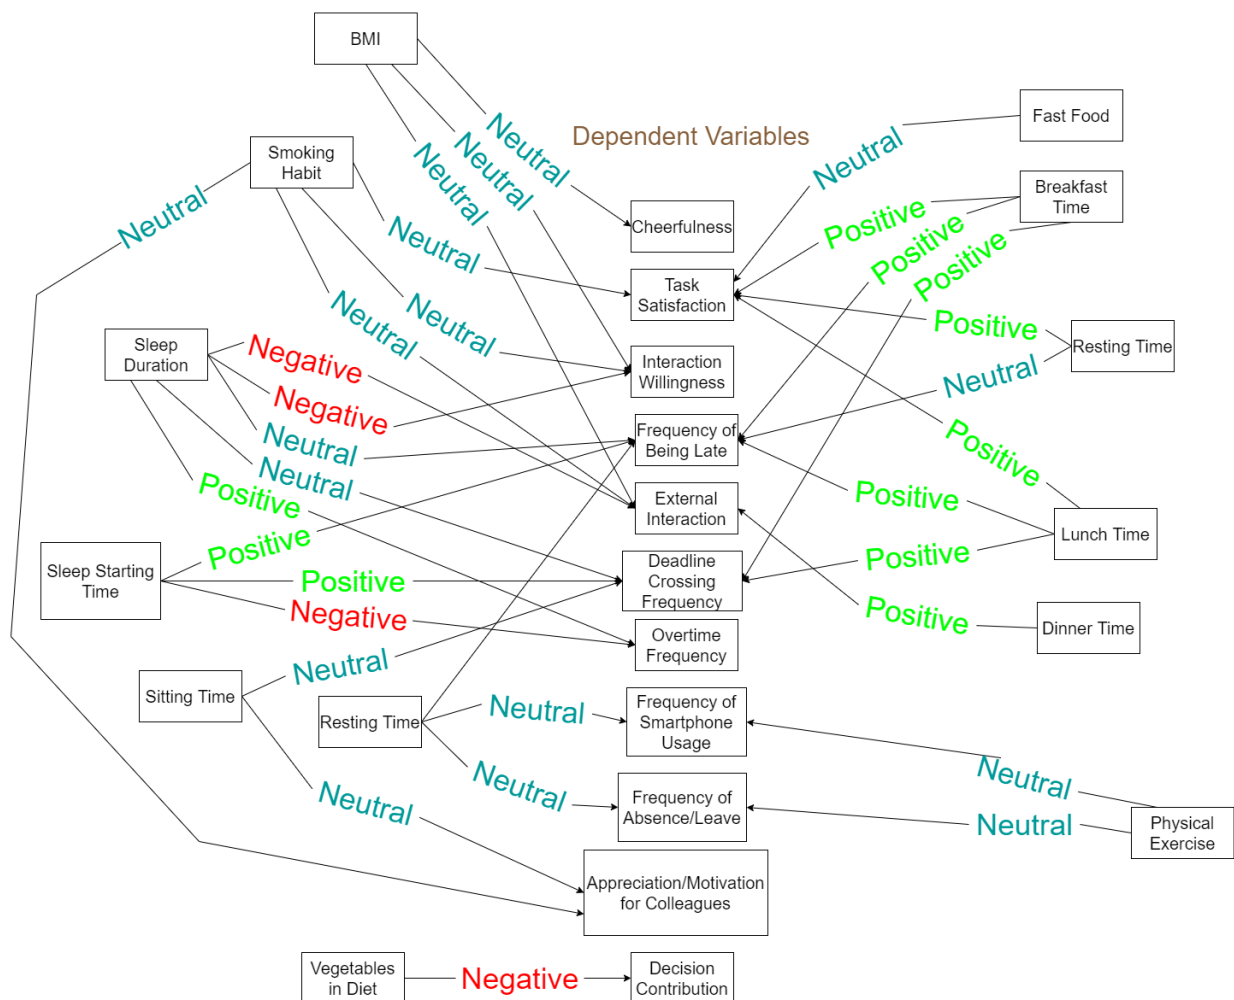 BMI
Neutral
Neutral
Neutral
Dependent Variables
Fast Food
Neutral
Smoking
Habit
Neutral
Neutral
Neutral
Neutral
Breakfast
Time
Positive
Positive
Positive
Cheerfulness
Task
Satisfaction
Positive
Resting Time
Neutral
Sleep
Duration
Negative
Negative
Neutral
Neutral
Positive
Interaction
Willingness
Frequency of
Being Late
Positive
Positive
Positive
Lunch Time
External
Interaction
Sleep Starting
Time
Positive
Positive
Negative
Deadline
Crossing
Frequency
Positive
Dinner Time
Overtime
Frequency
Sitting Time
Neutral
Neutral
Resting Time
Neutral
Neutral
Frequency of
Smartphone
Usage
Neutral
Neutral
Physical
Exercise
Frequency of
Absence/Leave
Appreciation/Motivation
for Colleagues
Vegetables
in Diet
Negative
Decision
Contribution